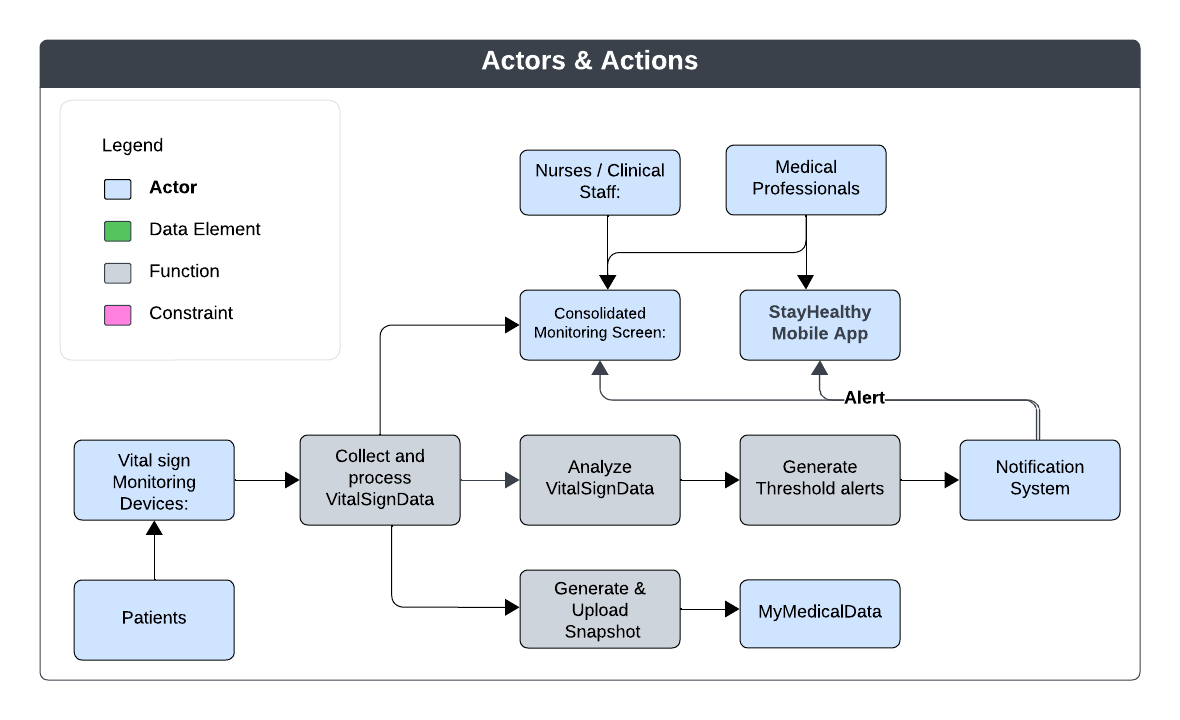 Actors & Actions
Legend
Actor
Data Element
Function
Constraint
Nurses / Clinical
Staff:
Medical
Professionals
Consolidated
Monitoring Screen:
StayHealthy
Mobile App
Alert
Vital sign
Monitoring
Devices:
Collect and
process
VitalSignData
Analyze
VitalSignData
Generate
Threshold alerts
Notification
System
Patients
Generate &
Upload
Snapshot
MyMedicalData